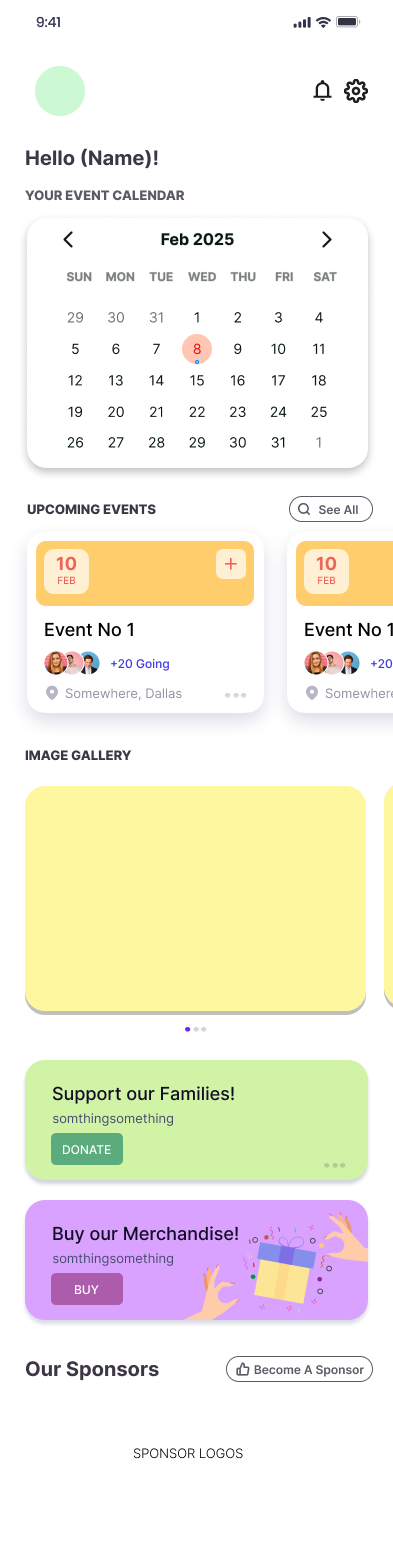 9:41
Hello (Name)!
YOUR EVENT CALENDAR
Feb 2025
SUN MON TUE WED THU FRI SAT
29 30 31 1 2 3 4
5 6 7 8 9 10 11
12 13 14 15 16 17 18
19 20 21 22 23 24 25
26 27 28 29 30 31 1
UPCOMING EVENTS
See All
10
FEB
Event No 1
+20 Going
Somewhere, Dallas
10
FEB
Event No 1
+20
Somewhere
IMAGE GALLERY
Support our Families!
somthingsomething
DONATE
Buy our Merchandise!
somthingsomething
BUY
Our Sponsors
Become A Sponsor
SPONSOR LOGOS